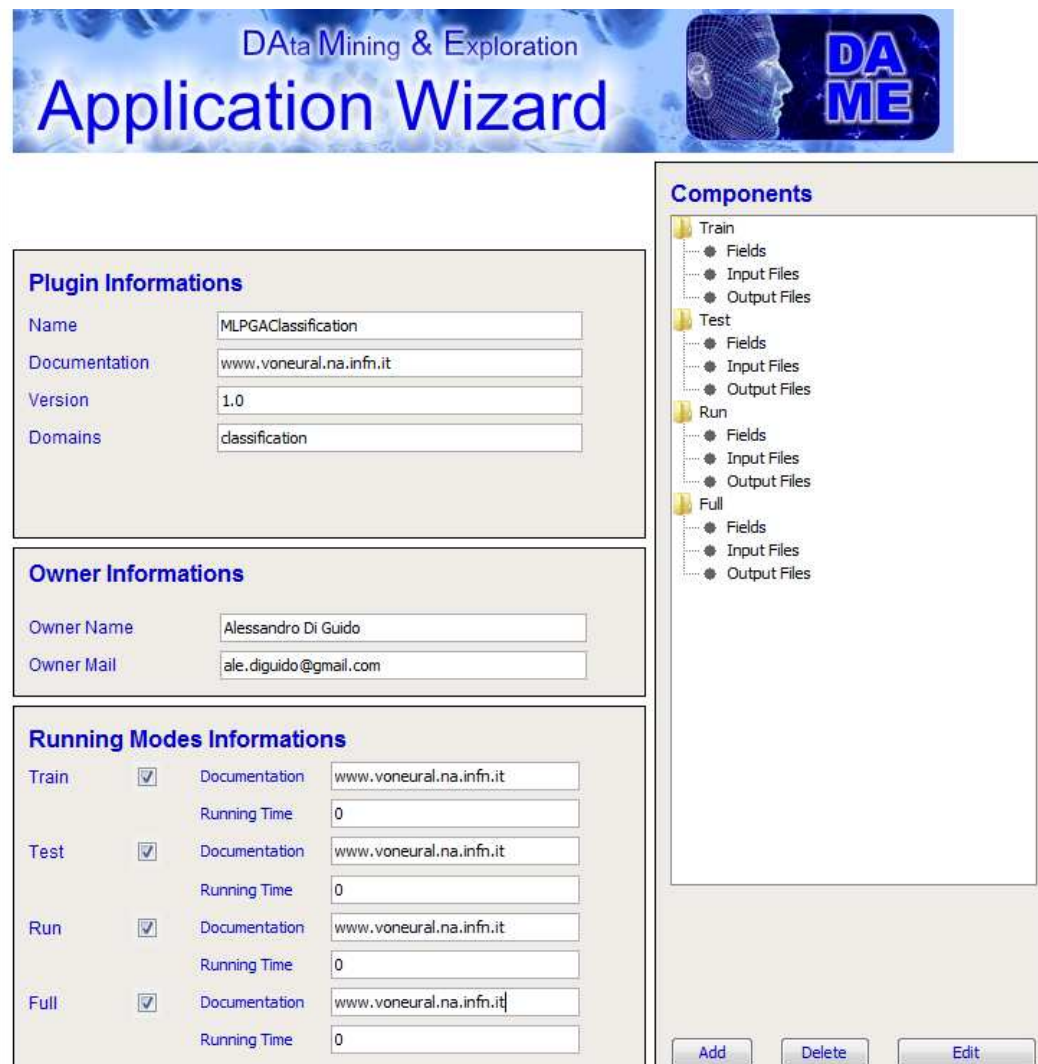 DAta Mining & Exploration
Application Wizard
DA
ME
Plugin Informations
Name MLPGAClassification
Documentation www.voneural.na.infn.it
Version 1.0
Domains classification
Owner Informations
Owner Name Alessandro Di Guido
Owner Mail ale.diguido@gmail.com
Running Modes Informations
Train Documentation www.voneural.na.infn.it
Running Time 0
Test Documentation www.voneural.na.infn.it
Running Time 0
Run Documentation www.voneural.na.infn.it
Running Time 0
Full Documentation www.voneural.na.infn.it
Running Time 0
Components
Train
Fields
Input Files
Output Files
Test
Fields
Input Files
Output Files
Run
Fields
Input Files
Output Files
Full
Fields
Input Files
Output Files
Add Delete Edit